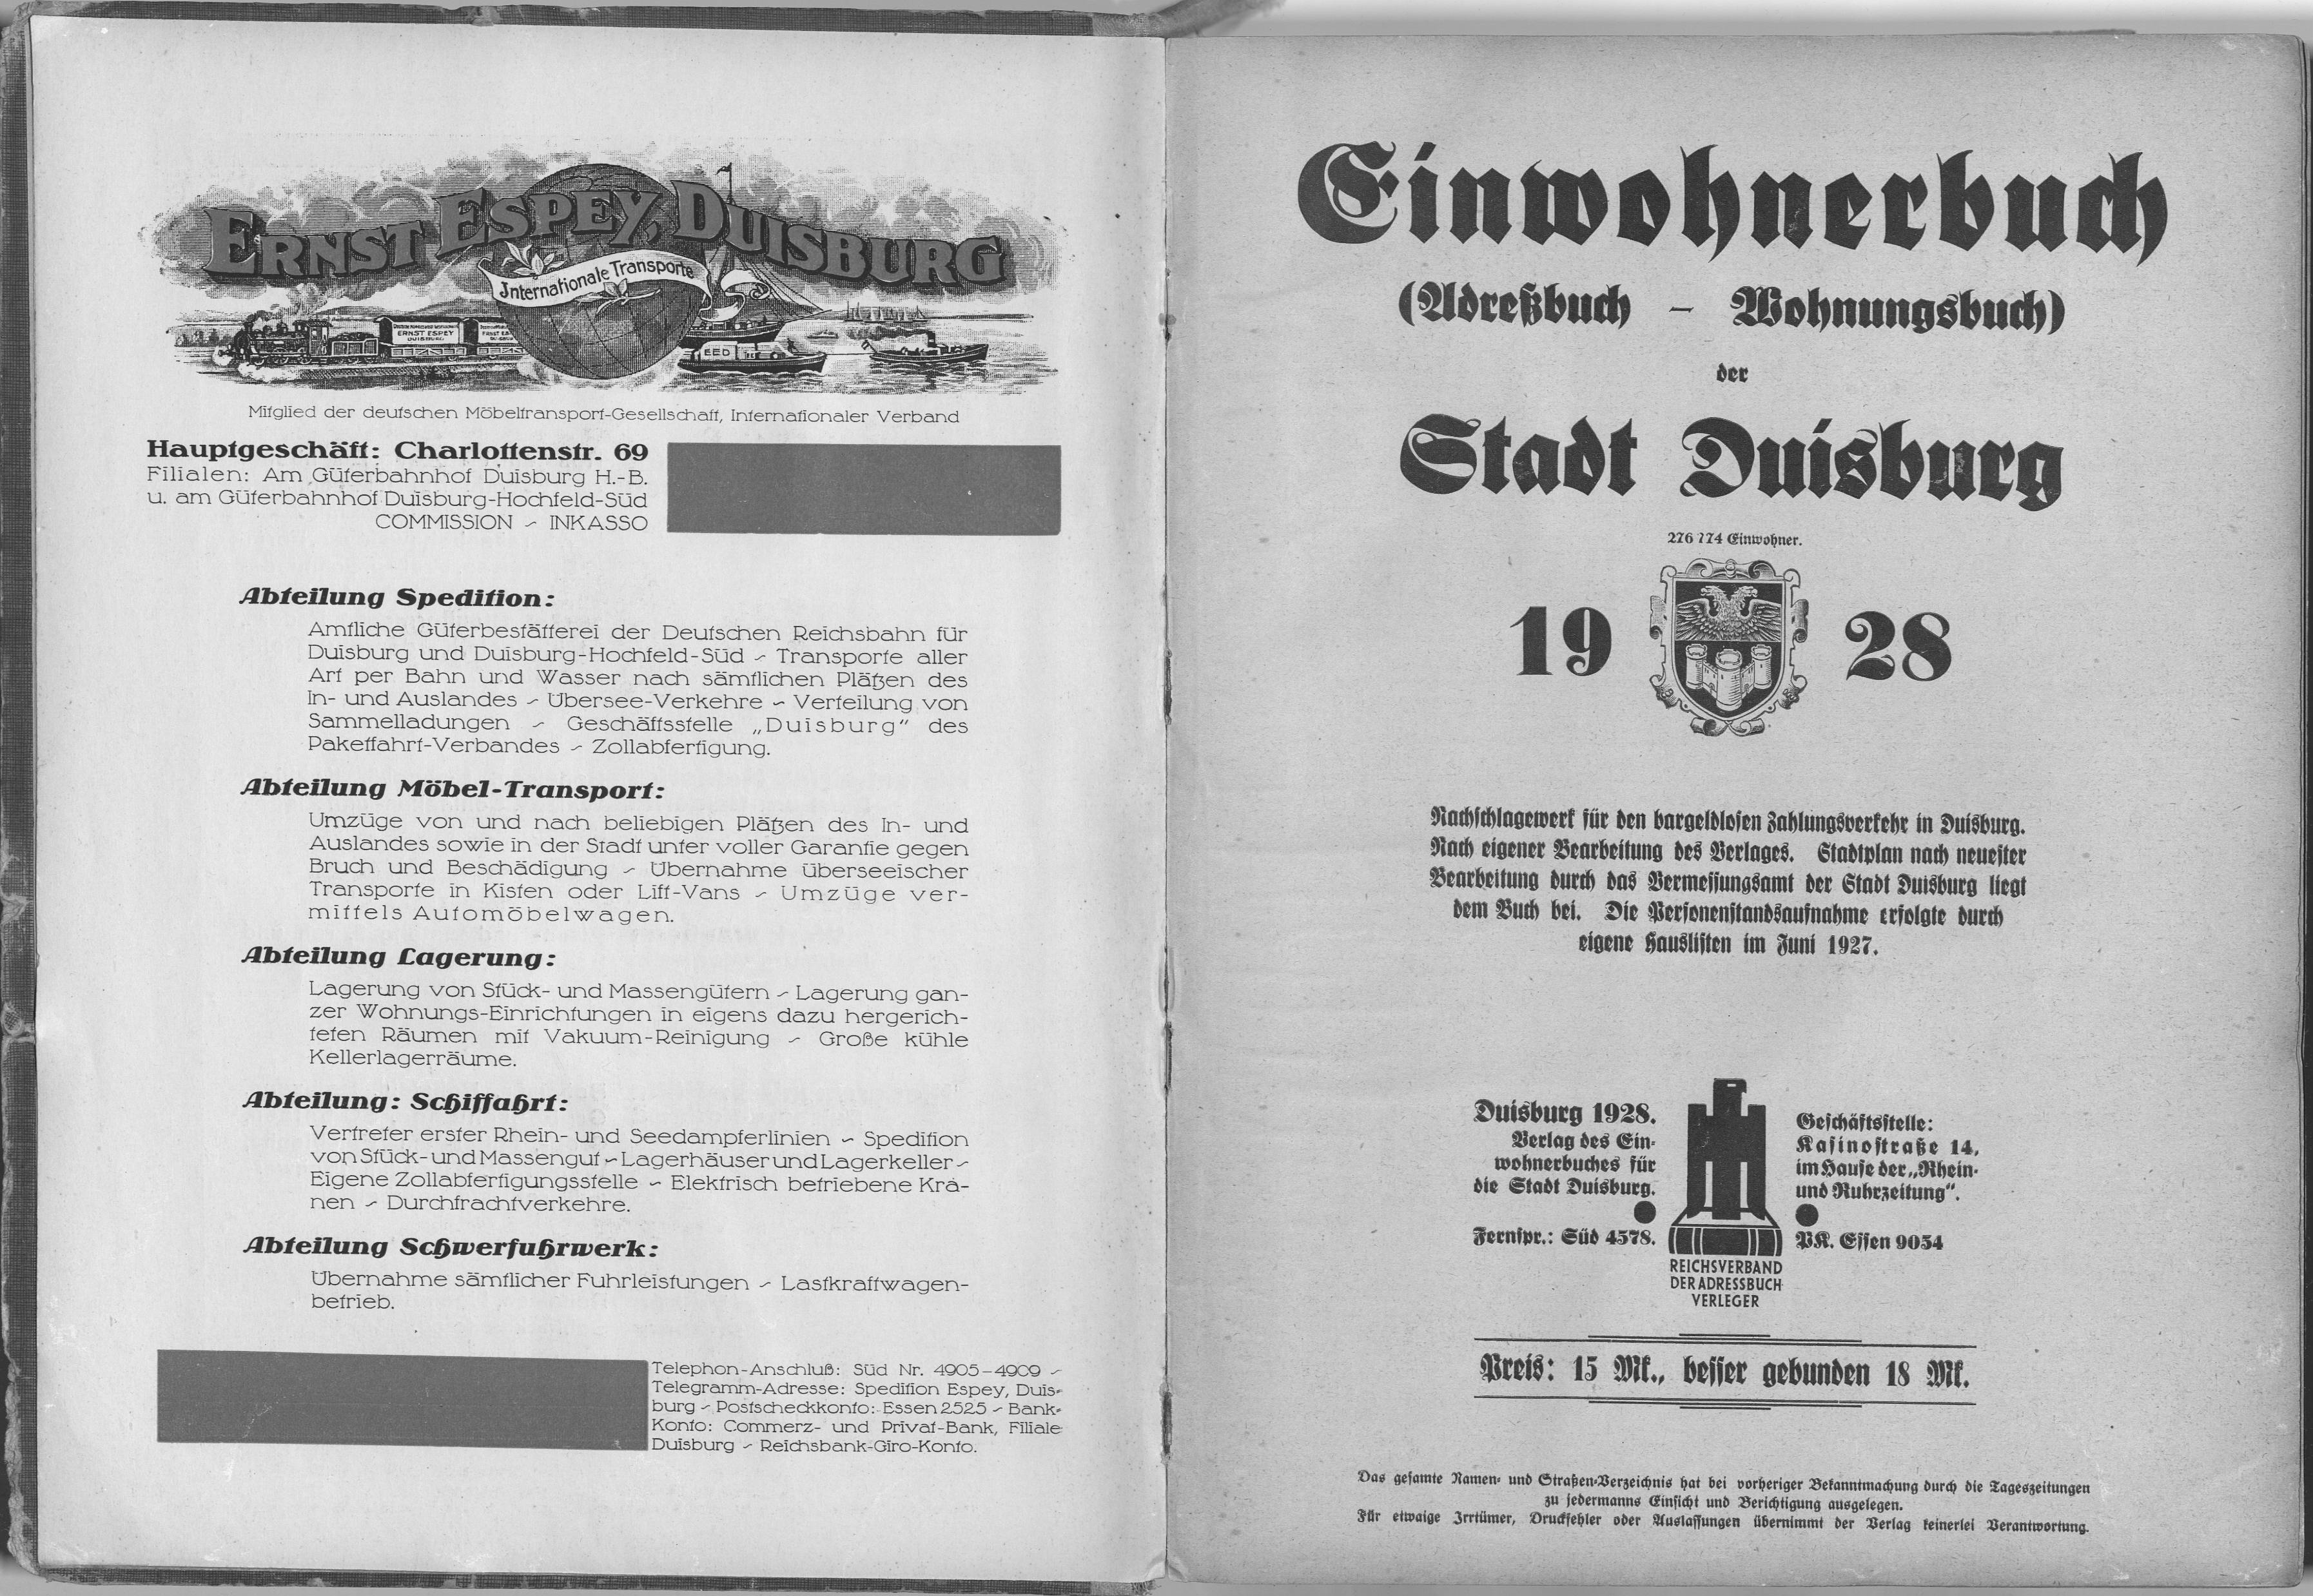 ERNST ESPEY, DUISBURG
Internationale Transporte
ERNST ESPEY
DUISBURG
EED
Mitglied der deutschen Möbeltransport-Gesellschaft, Internationaler Verband
Hauptgeschäft: Charlottenstr. 69
Filialen: Am Güterbahnhof Duisburg H.-B.
u. am Güterbahnhof Duisburg-Hochfeld-Süd
COMMISSION ~ INKASSO
Abteilung Spedition:
Amtliche Güterbestätterei der Deutschen Reichsbahn für
Duisburg und Duisburg-Hochfeld-Süd ~ Transporte aller
Art per Bahn und Wasser nach sämtlichen Plätzen des
In- und Auslandes ~ Übersee-Verkehre ~ Verteilung von
Sammelladungen ~ Geschäftsstelle „Duisburg“ des
Paketfahrt-Verbandes ~ Zollabfertigung.
Abteilung Möbel-Transport:
Umzüge von und nach beliebigen Plätzen des In- und
Auslandes sowie in der Stadt unter voller Garantie gegen
Bruch und Beschädigung ~ Übernahme überseeischer
Transporte in Kisten oder Lift-Vans ~ Umzüge ver-
mittels Automöbelwagen.
Abteilung Lagerung:
Lagerung von Stück- und Massengütern ~ Lagerung gan-
zer Wohnungs-Einrichtungen in eigens dazu hergerich-
teten Räumen mit Vakuum-Reinigung ~ Große kühle
Kellerlagerräume.
Abteilung: Schiffahrt:
Vertreter erster Rhein- und Seedampferlinien ~ Spedition
von Stück- und Massengut ~ Lagerhäuser und Lagerkeller ~
Eigene Zollabfertigungsstelle ~ Elektrisch betriebene Krä-
nen ~ Durchfrachtverkehre.
Abteilung Schwerfuhrwerk:
Übernahme sämtlicher Fuhrleistungen ~ Lastkraftwagen-
betrieb.
Telephon-Anschluß: Süd Nr. 4905–4909 ~
Telegramm-Adresse: Spedition Espey, Duis-
burg ~ Postscheckkonto: Essen 2525 ~ Bank-
Konto: Commerz- und Privat-Bank, Filiale
Duisburg ~ Reichsbank-Giro-Konto.
Einwohnerbuch
(Adreßbuch – Wohnungsbuch)
der
Stadt Duisburg
276 774 Einwohner.
19 28
Nachschlagewerk für den bargeldlosen Zahlungsverkehr in Duisburg.
Nach eigener Bearbeitung des Verlages. Stadtplan nach neuester
Bearbeitung durch das Vermessungsamt der Stadt Duisburg liegt
dem Buch bei. Die Personenstandsaufnahme erfolgte durch
eigene Hauslisten im Juni 1927.
Duisburg 1928.
Verlag des Ein-
wohnerbuches für
die Stadt Duisburg.
Fernspr.: Süd 4578.
Geschäftsstelle:
Kasinostraße 14,
im Hause der „Rhein-
und Ruhrzeitung“.
PK. Essen 9054
REICHSVERBAND
DER ADRESSBUCH
VERLEGER
Preis: 15 Mk., besser gebunden 18 Mk.
Das gesamte Namen- und Straßen-Verzeichnis hat bei vorheriger Bekanntmachung durch die Tageszeitungen
zu jedermanns Einsicht und Berichtigung ausgelegen.
Für etwaige Irrtümer, Druckfehler oder Auslassungen übernimmt der Verlag keinerlei Verantwortung.